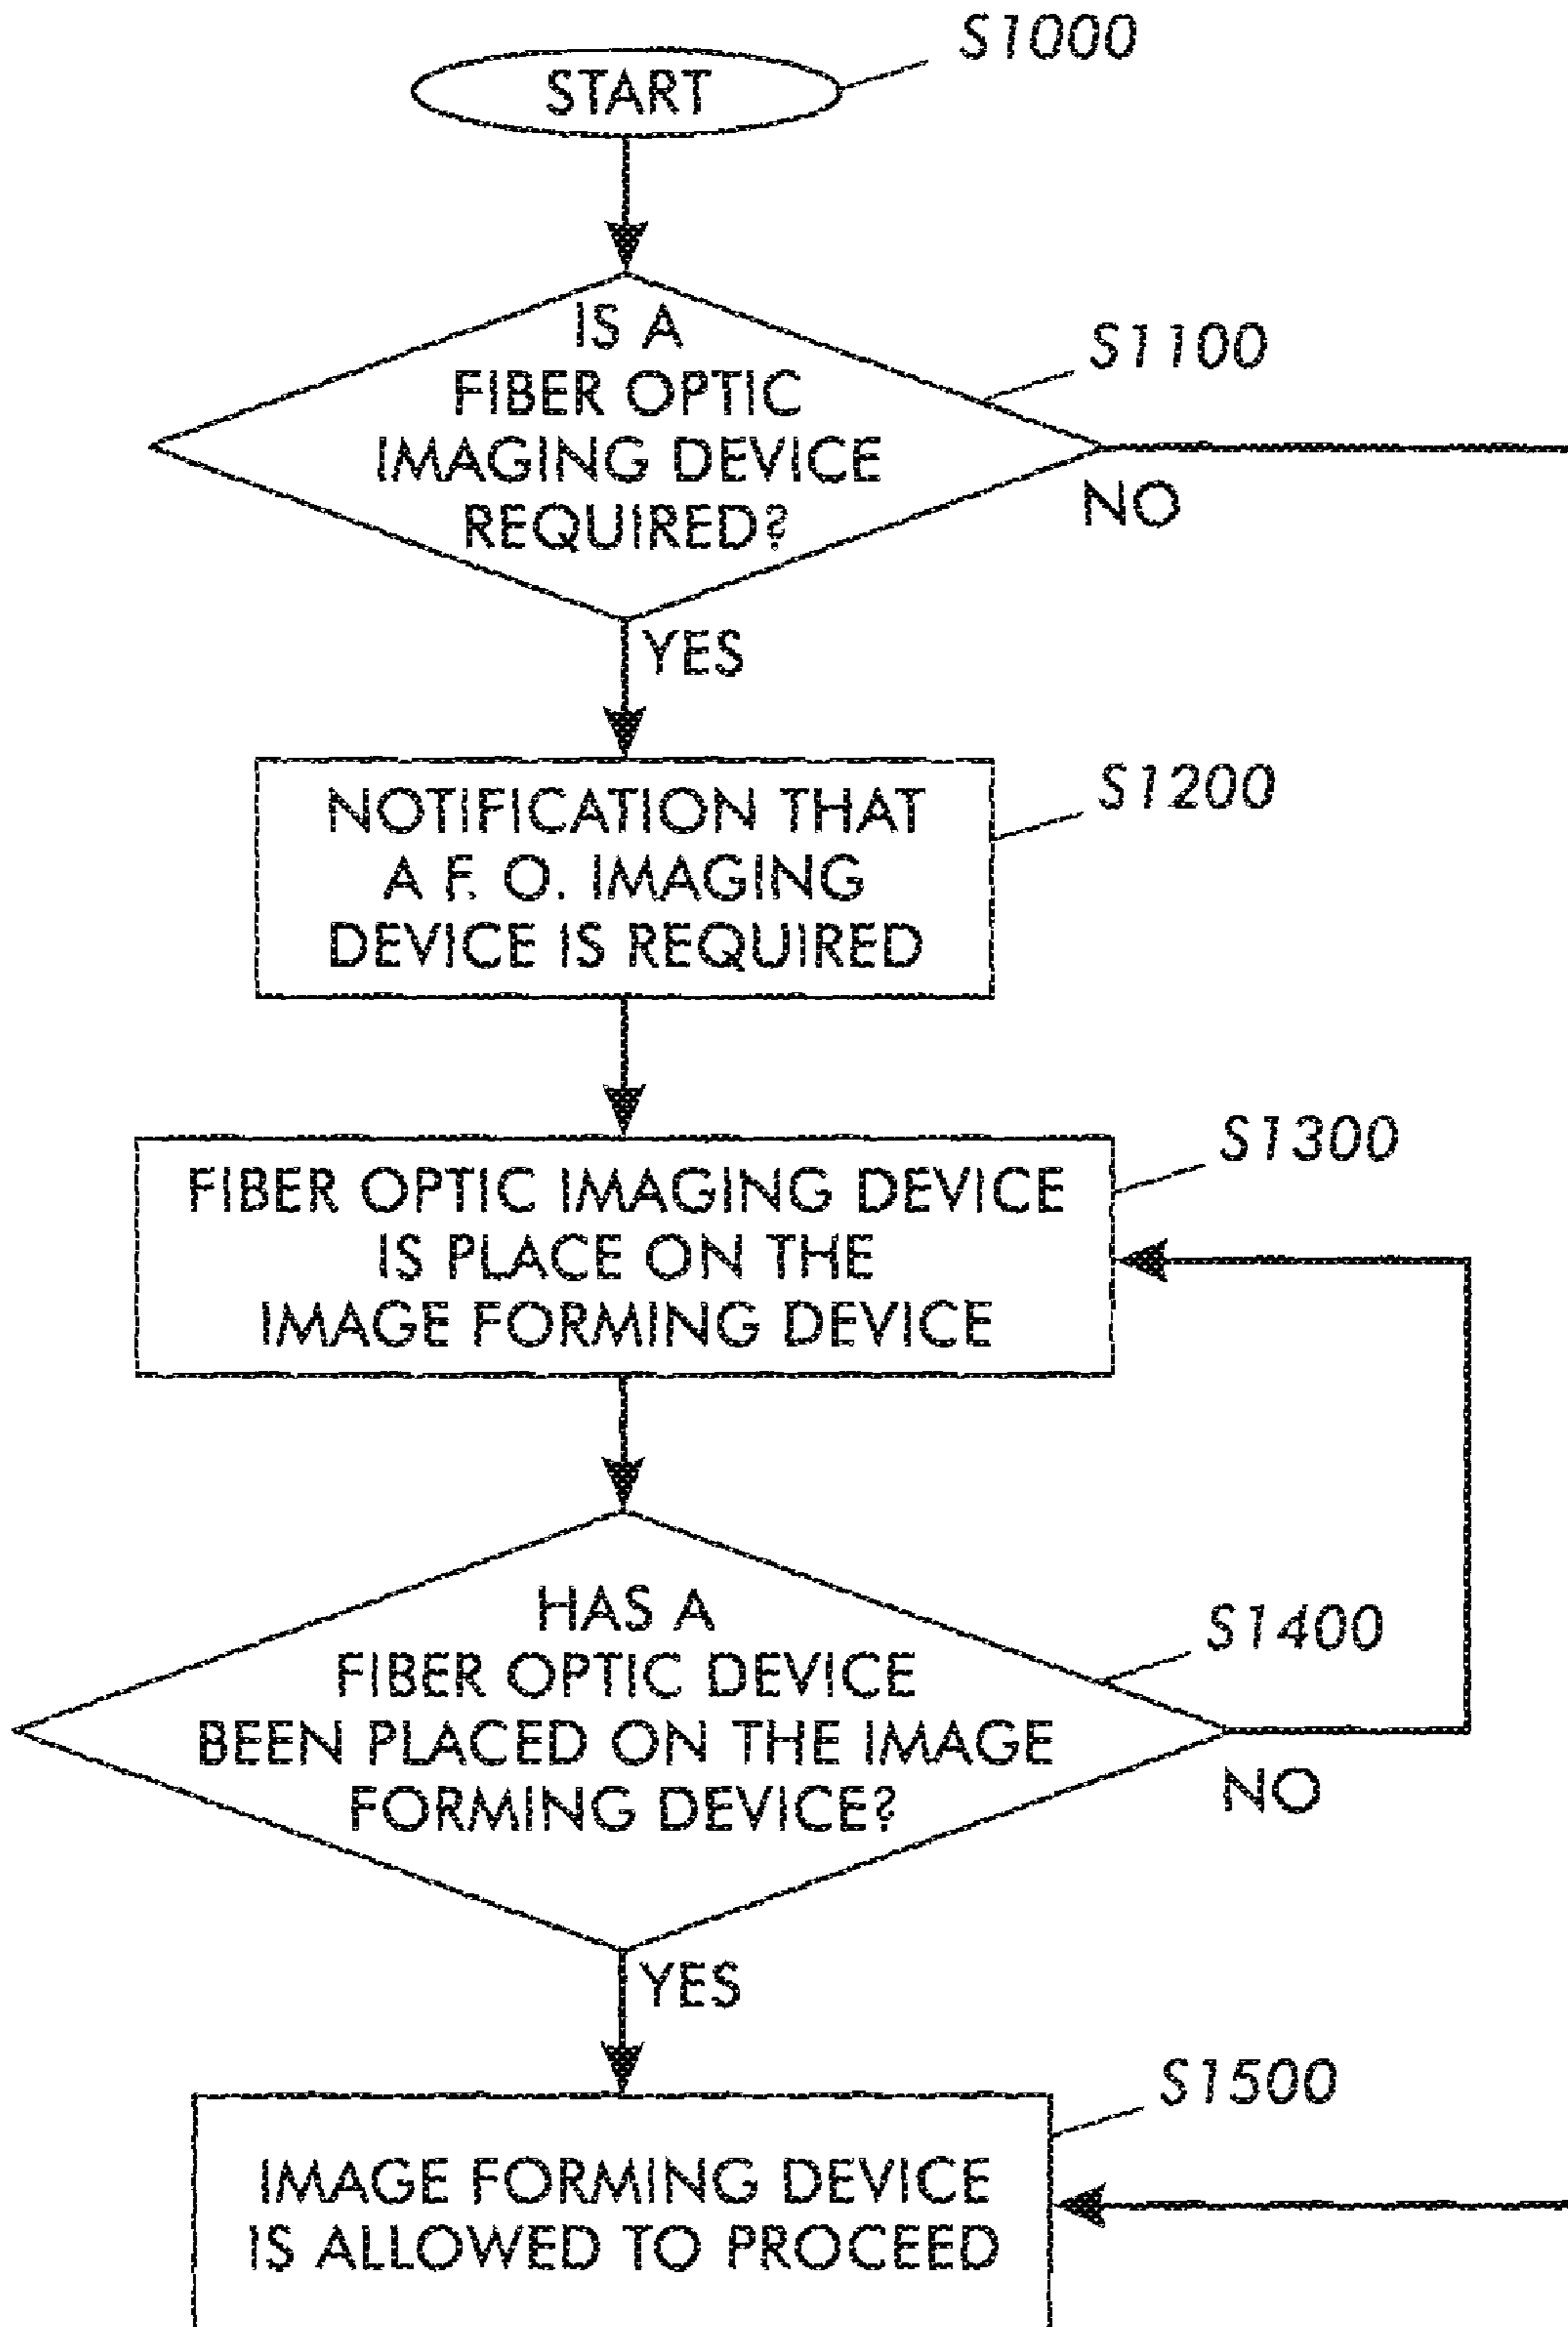 S1000
START
IS A
FIBER OPTIC
IMAGING DEVICE
REQUIRED?
S1100
NO
YES
NOTIFICATION THAT
A F. O. IMAGING
DEVICE IS REQUIRED
S1200
FIBER OPTIC IMAGING DEVICE
IS PLACE ON THE
IMAGE FORMING DEVICE
S1300
HAS A
FIBER OPTIC DEVICE
BEEN PLACED ON THE IMAGE
FORMING DEVICE?
S1400
NO
YES
IMAGE FORMING DEVICE
IS ALLOWED TO PROCEED
S1500